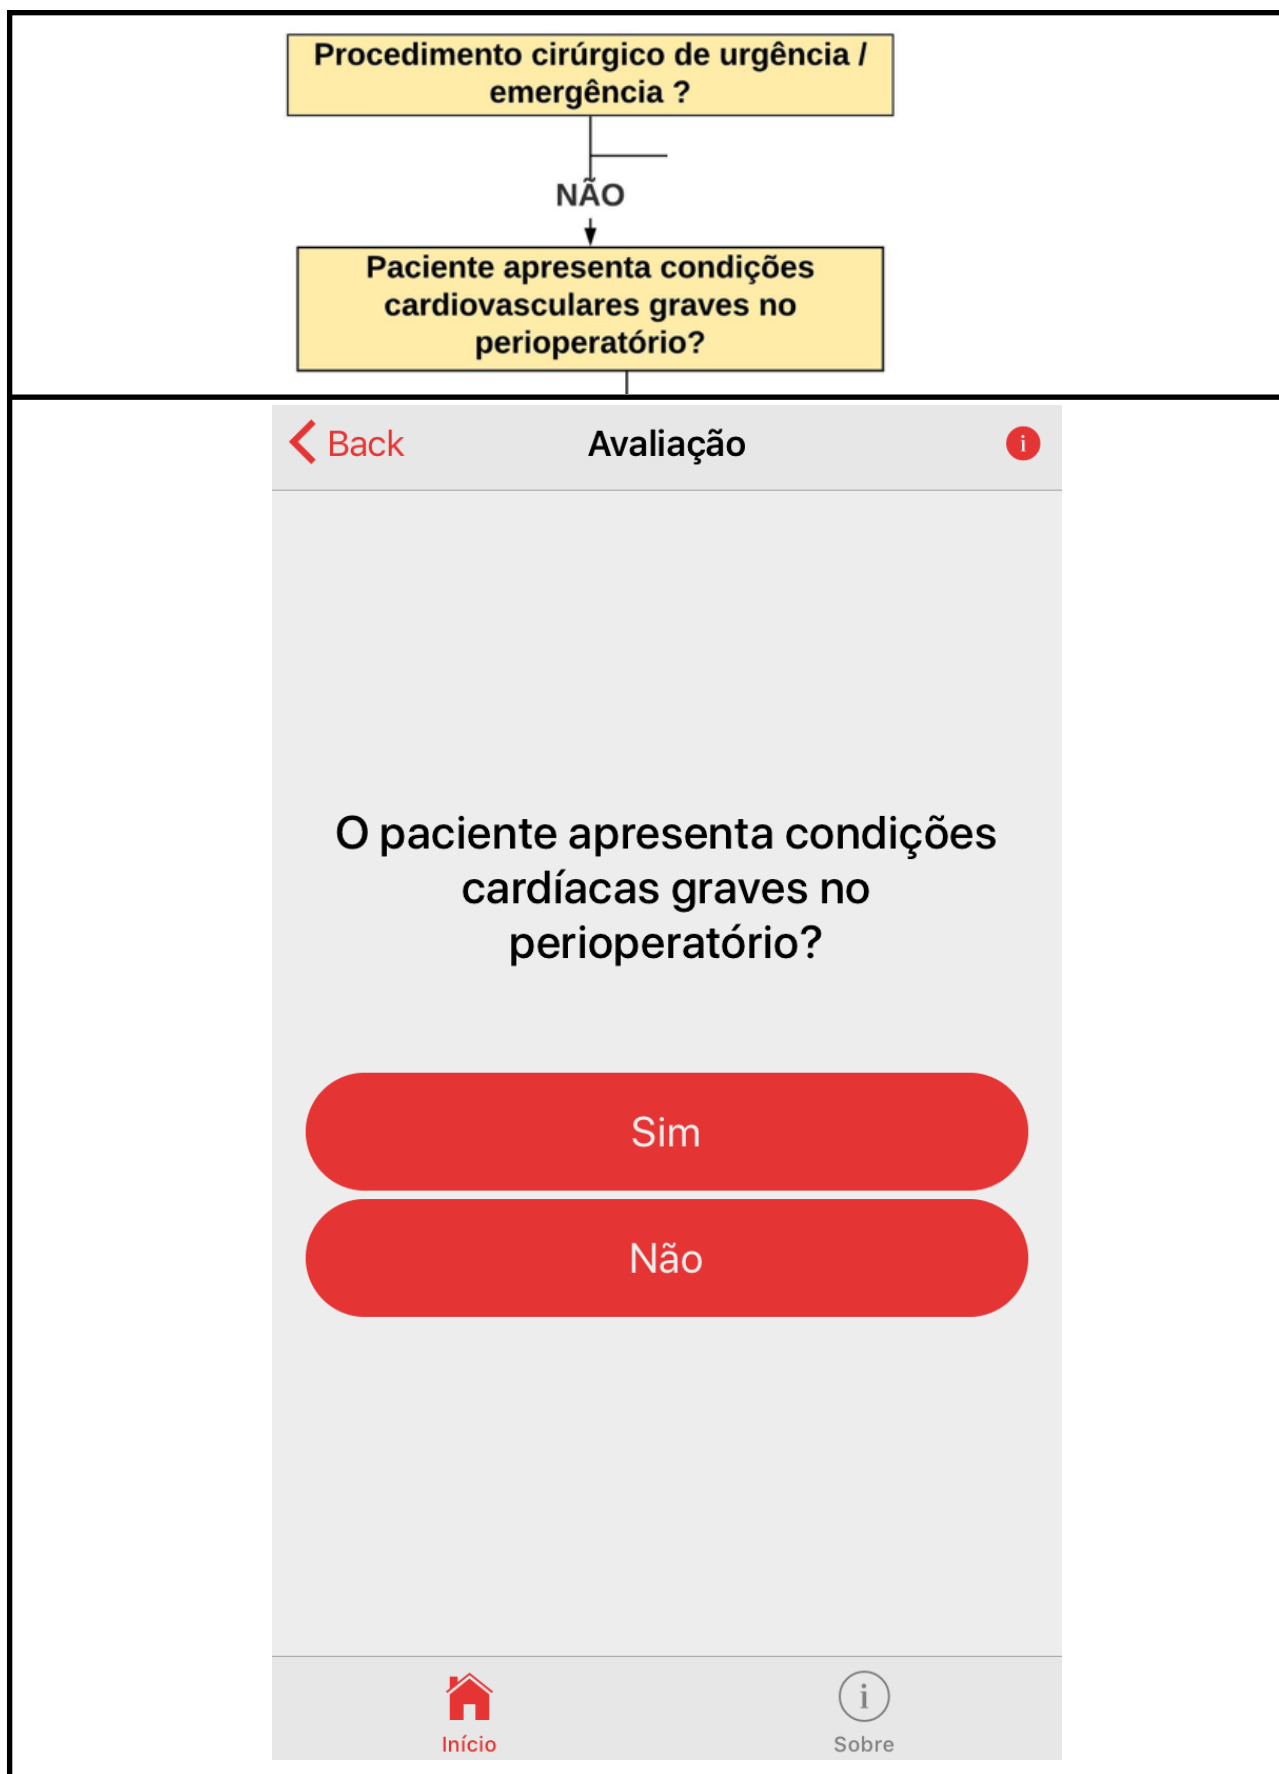 Procedimento cirúrgico de urgência /
emergência ?
NÃO
Paciente apresenta condições
cardiovasculares graves no
perioperatório?
Back
Avaliação
i
O paciente apresenta condições
cardíacas graves no
perioperatório?
Sim
Não
i
Início
Sobre